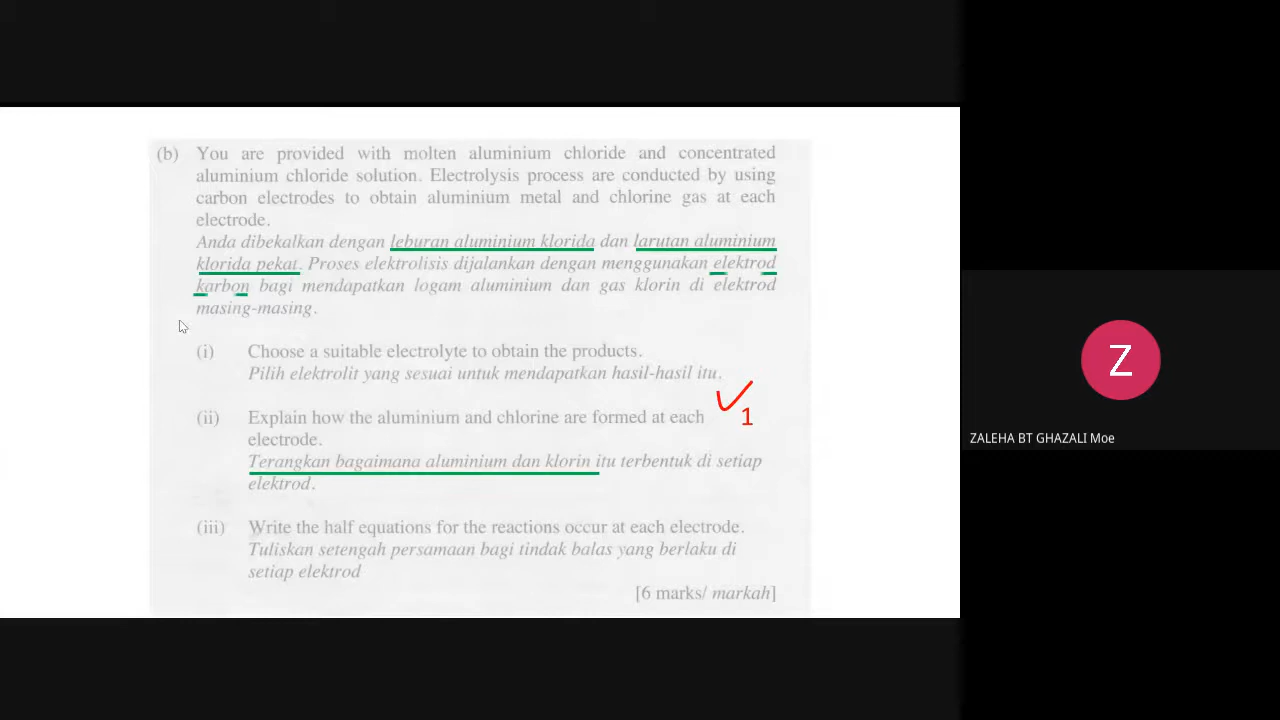 (b) You are provided with molten aluminium chloride and concentrated
aluminium chloride solution. Electrolysis process are conducted by using
carbon electrodes to obtain aluminium metal and chlorine gas at each
electrode.
Anda dibekalkan dengan leburan aluminium klorida dan larutan aluminium
klorida pekat. Proses elektrolisis dijalankan dengan menggunakan elektrod
karbon bagi mendapatkan logam aluminium dan gas klorin di elektrod
masing-masing.
(i) Choose a suitable electrolyte to obtain the products.
Pilih elektrolit yang sesuai untuk mendapatkan hasil-hasil itu.
(ii) Explain how the aluminium and chlorine are formed at each
1
electrode.
Terangkan bagaimana aluminium dan klorin itu terbentuk di setiap
elektrod.
(iii) Write the half equations for the reactions occur at each electrode.
Tuliskan setengah persamaan bagi tindak balas yang berlaku di
setiap elektrod
[6 marks/ markah]
Z
ZALEHA BT GHAZALI Moe